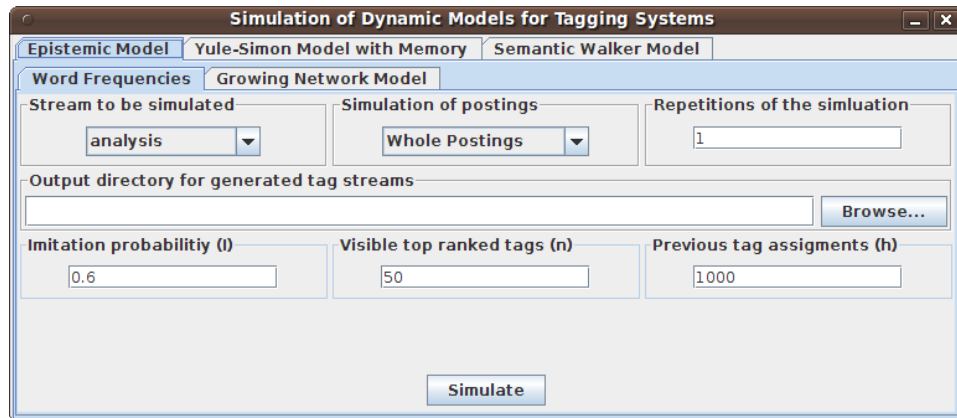 Simulation of Dynamic Models for Tagging Systems
Epistemic Model Yule-Simon Model with Memory Semantic Walker Model
Word Frequencies Growing Network Model
Stream to be simulated Simulation of postings Repetitions of the simluation
analysis Whole Postings 1
Output directory for generated tag streams
Browse...
Imitation probabilitiy (I) Visible top ranked tags (n) Previous tag assigments (h)
0.6 50 1000
Simulate